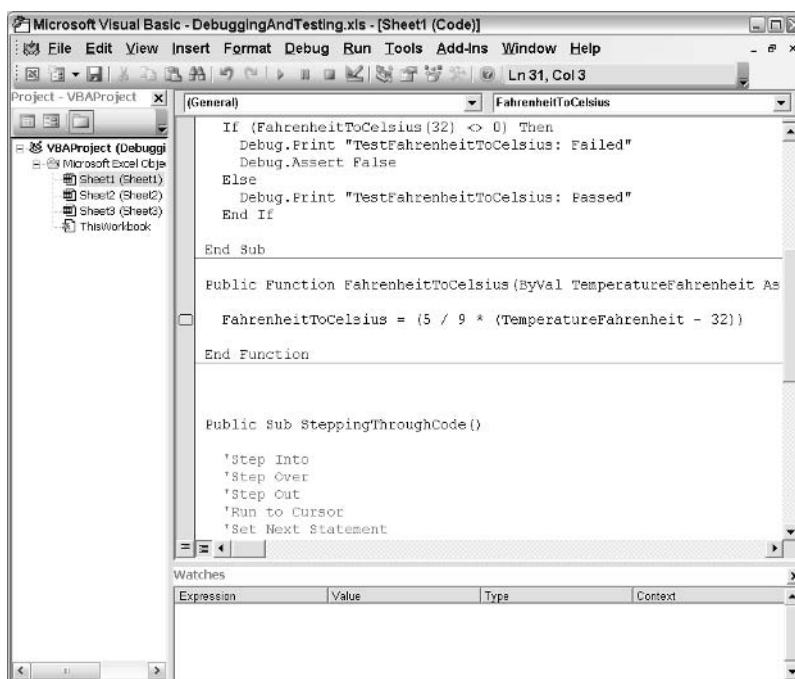 Microsoft Visual Basic - DebuggingAndTesting.xls - [Sheet1 (Code)]
File Edit View Insert Format Debug Run Tools Add-Ins Window Help
Ln 31, Col 3
Project - VBAProject
VBAProject (Debuggi
Microsoft Excel Obje
Sheet1 (Sheet1)
Sheet2 (Sheet2)
Sheet3 (Sheet3)
ThisWorkbook
(General)
FahrenheitToCelsius
If (FahrenheitToCelsius(32) <> 0) Then
Debug.Print "TestFahrenheitToCelsius: Failed"
Debug.Assert False
Else
Debug.Print "TestFahrenheitToCelsius: Passed"
End If
End Sub
Public Function FahrenheitToCelsius(ByVal TemperatureFahrenheit As
FahrenheitToCelsius = (5 / 9 * (TemperatureFahrenheit - 32))
End Function
Public Sub SteppingThroughCode()
'Step Into
'Step Over
'Step Out
'Run to Cursor
'Set Next Statement
Watches
Expression Value Type Context